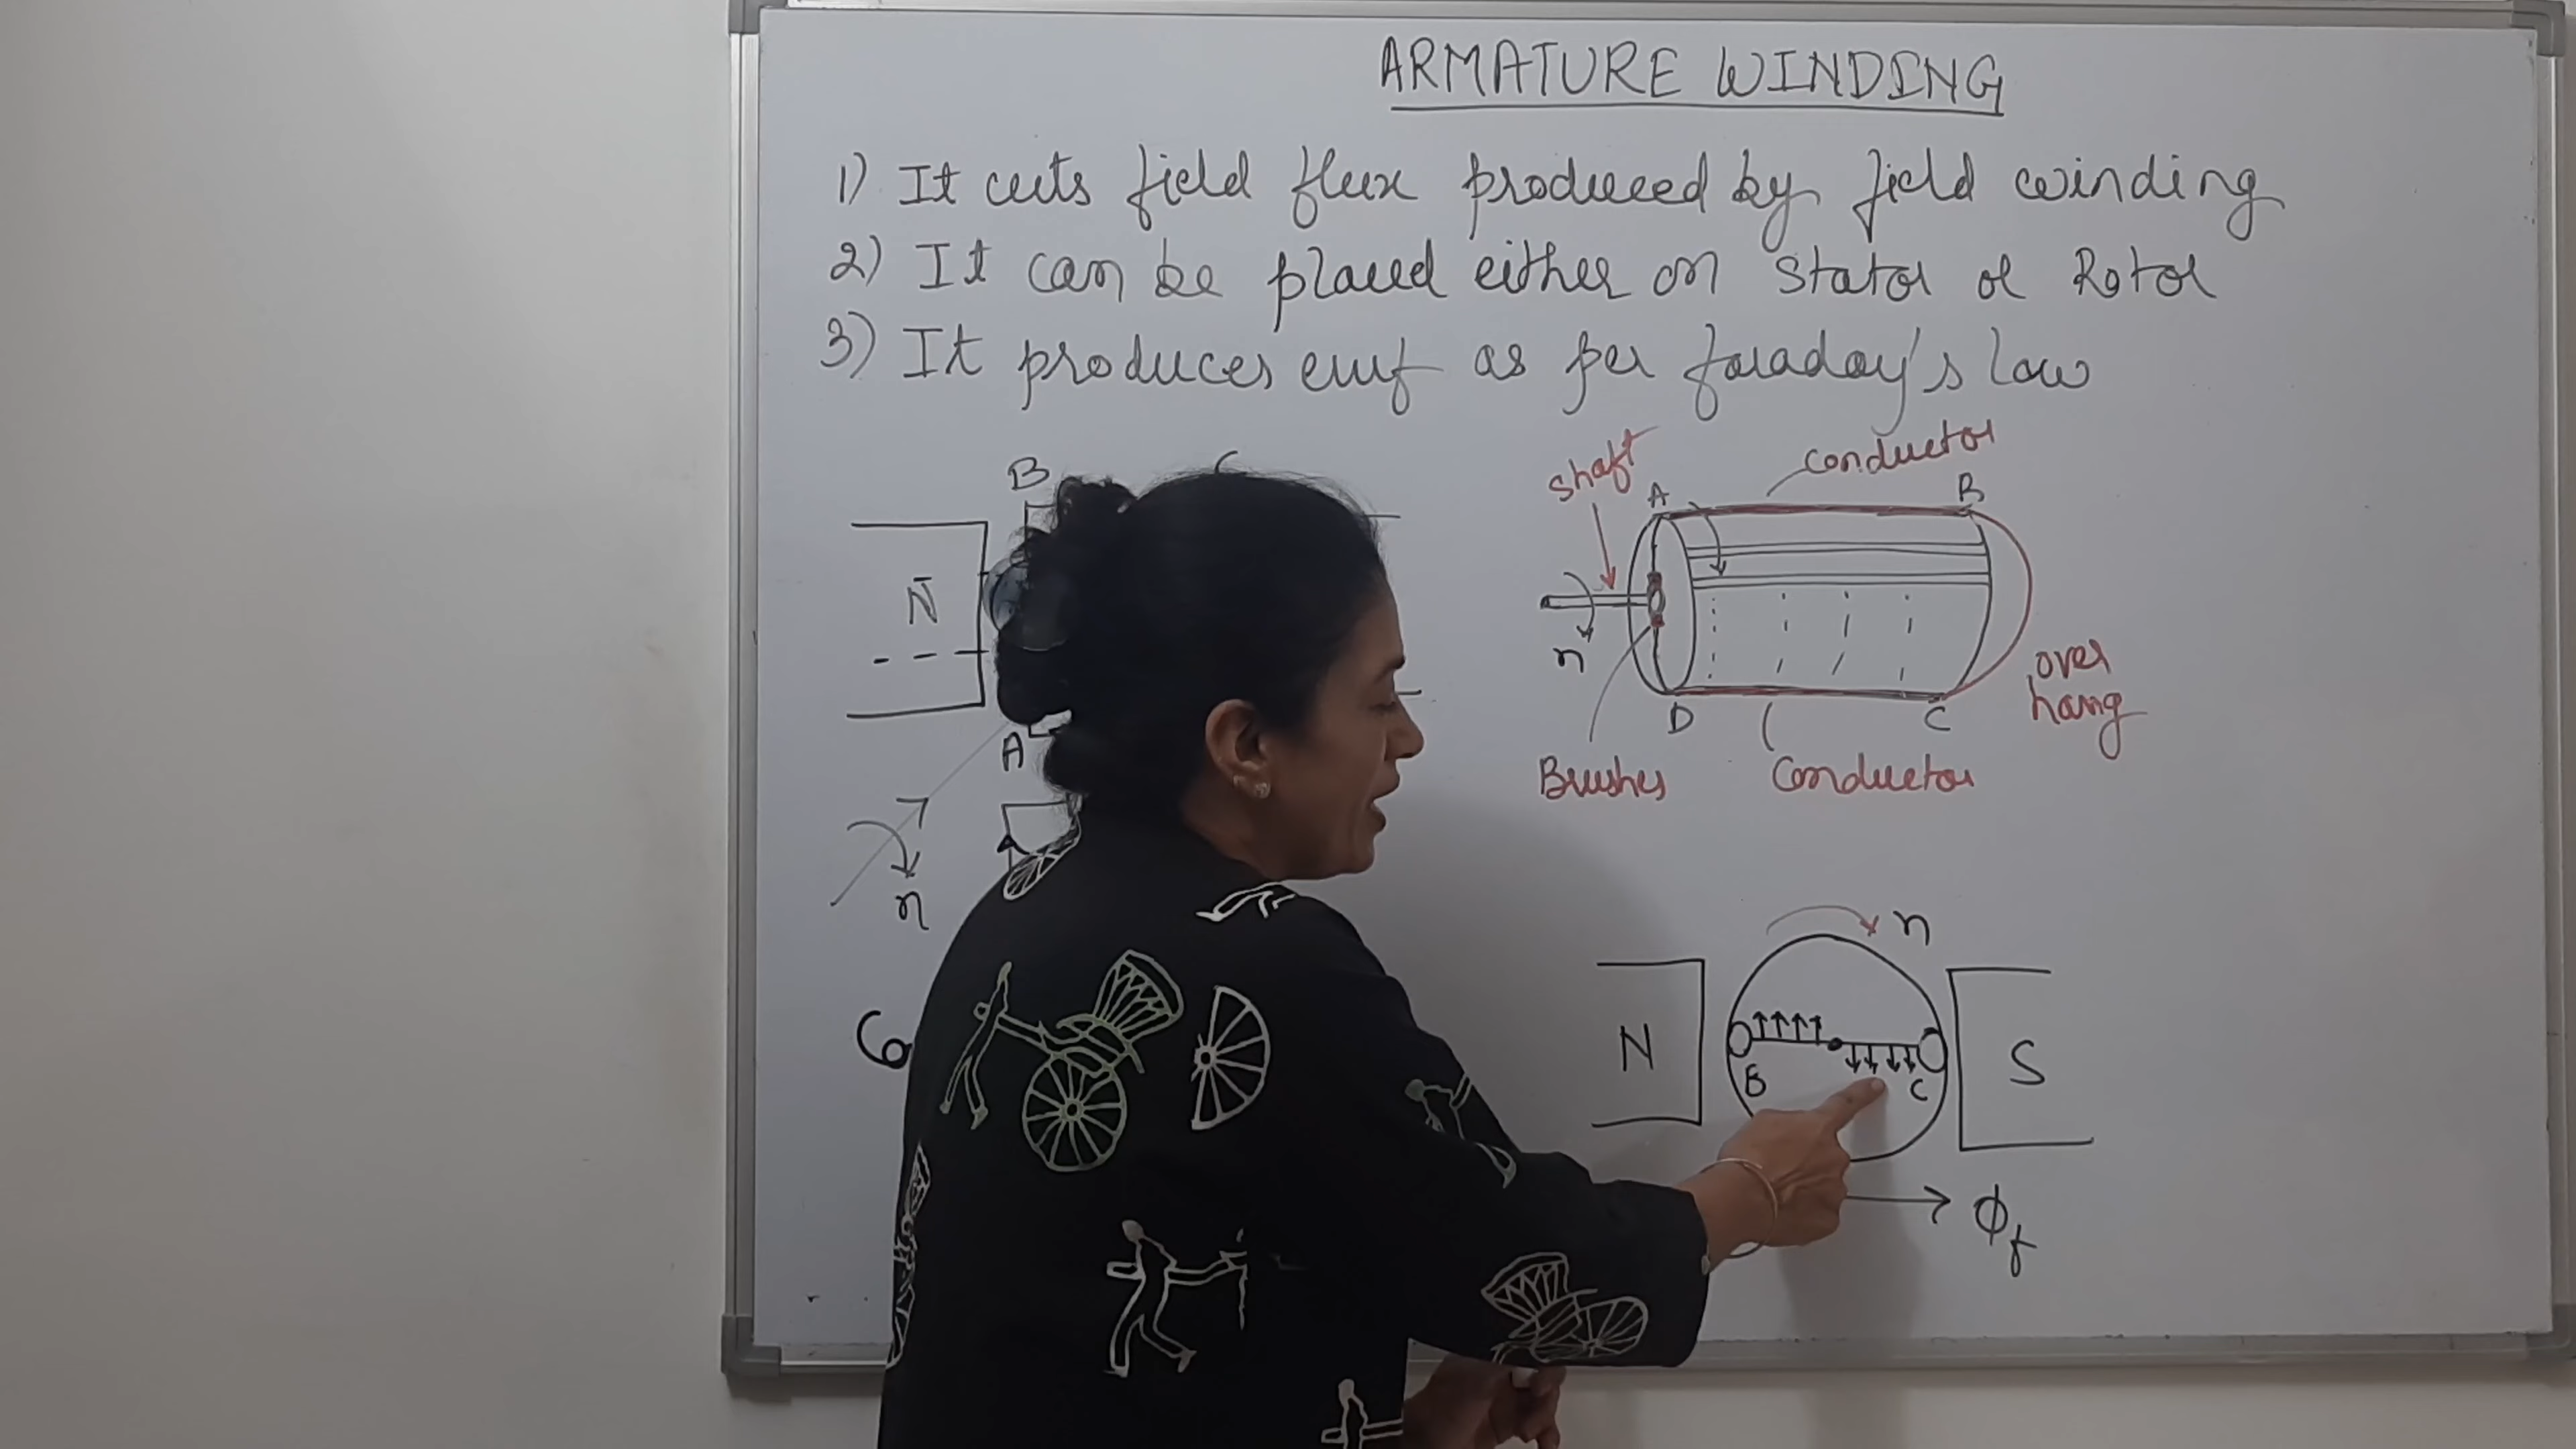 ARMATURE WINDING
1) It cuts field flux produced by field winding
2) It can be placed either on Stator or Rotor
3) It produces emf as per faraday's law
B
N
A
n
shaft
conductor
A
B
n
over
hang
D
C
Brushes
Conductor
n
N
B
C
S
ϕf